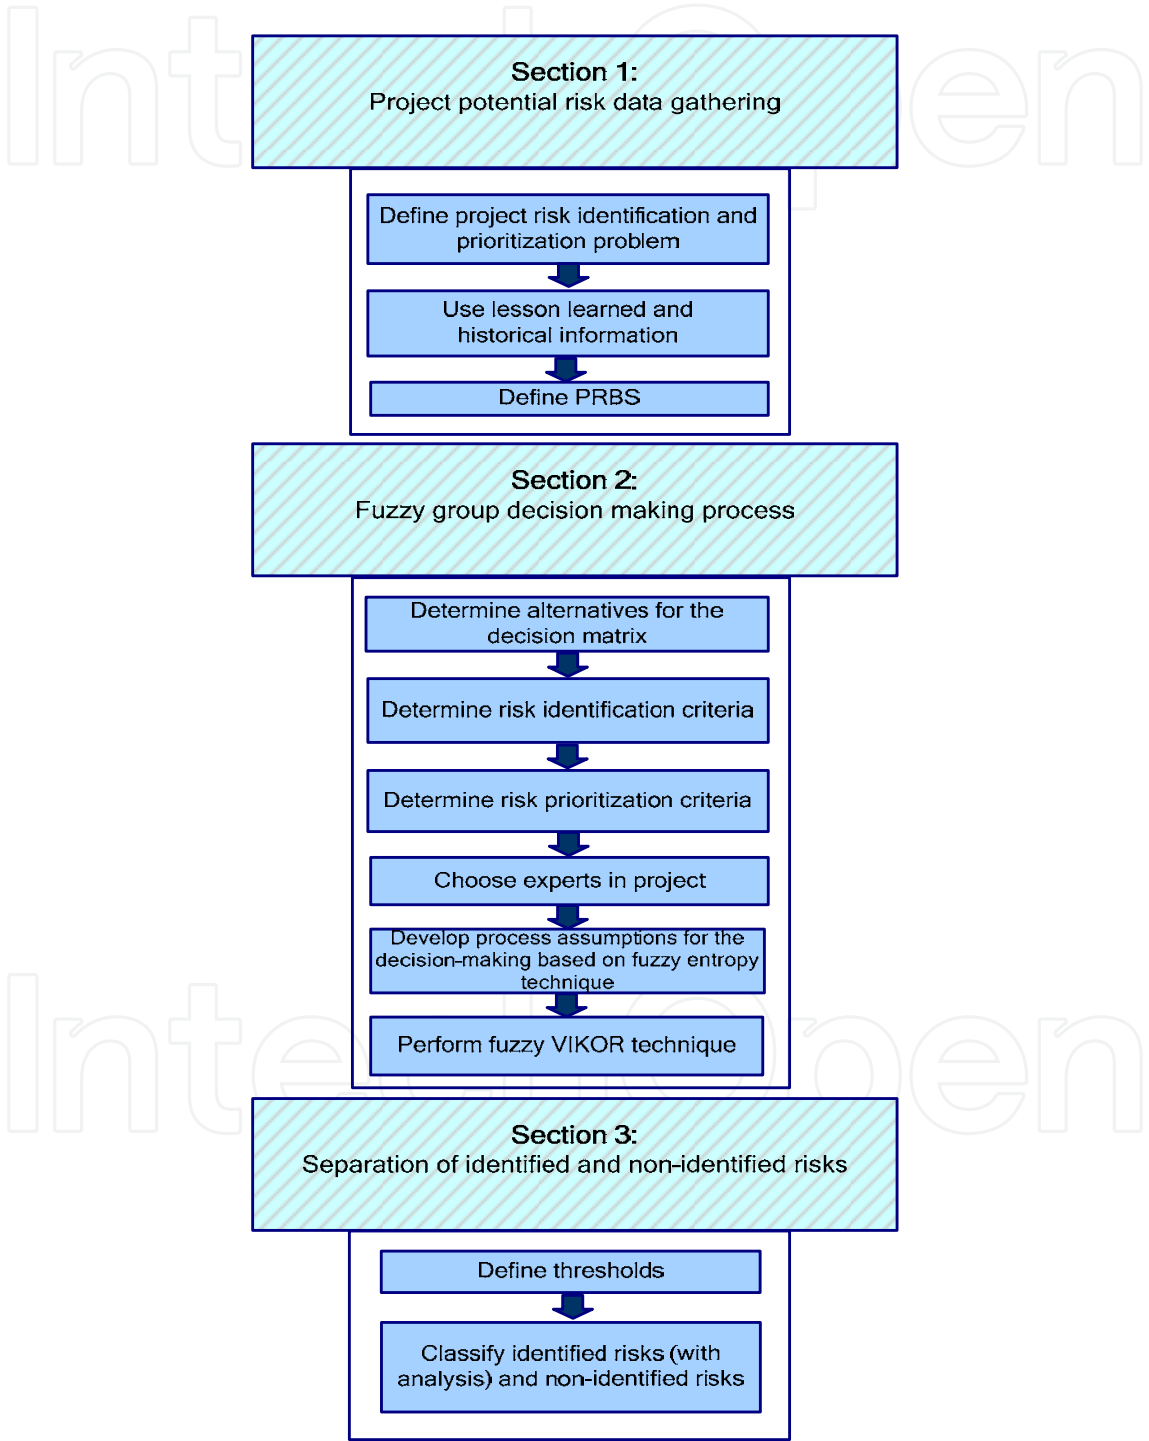 Section 1:
Project potential risk data gathering
Define project risk identification and
prioritization problem
Use lesson learned and
historical information
Define PRBS
Section 2:
Fuzzy group decision making process
Determine alternatives for the
decision matrix
Determine risk identification criteria
Determine risk prioritization criteria
Choose experts in project
Develop process assumptions for the
decision-making based on fuzzy entropy
technique
Perform fuzzy VIKOR technique
IntechOpen
Section 3:
Separation of identified and non-identified risks
Define thresholds
Classify identified risks (with
analysis) and non-identified risks